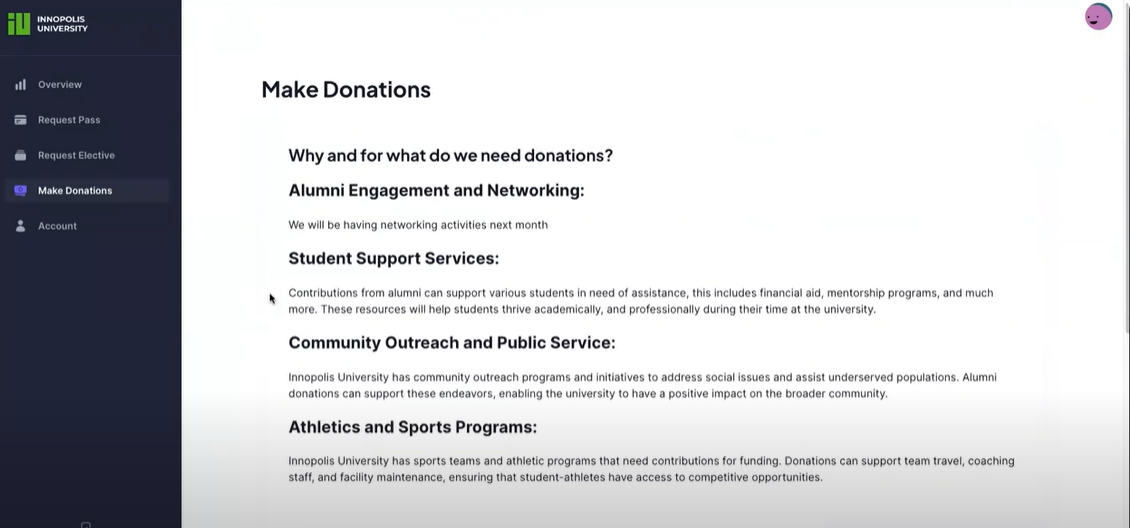 INNOPOLIS
UNIVERSITY
Overview
Request Pass
Request Elective
Make Donations
Account
Make Donations
Why and for what do we need donations?
Alumni Engagement and Networking:
We will be having networking activities next month
Student Support Services:
Contributions from alumni can support various students in need of assistance, this includes financial aid, mentorship programs, and much
more. These resources will help students thrive academically, and professionally during their time at the university.
Community Outreach and Public Service:
Innopolis University has community outreach programs and initiatives to address social issues and assist underserved populations. Alumni
donations can support these endeavors, enabling the university to have a positive impact on the broader community.
Athletics and Sports Programs:
Innopolis University has sports teams and athletic programs that need contributions for funding. Donations can support team travel, coaching
staff, and facility maintenance, ensuring that student-athletes have access to competitive opportunities.